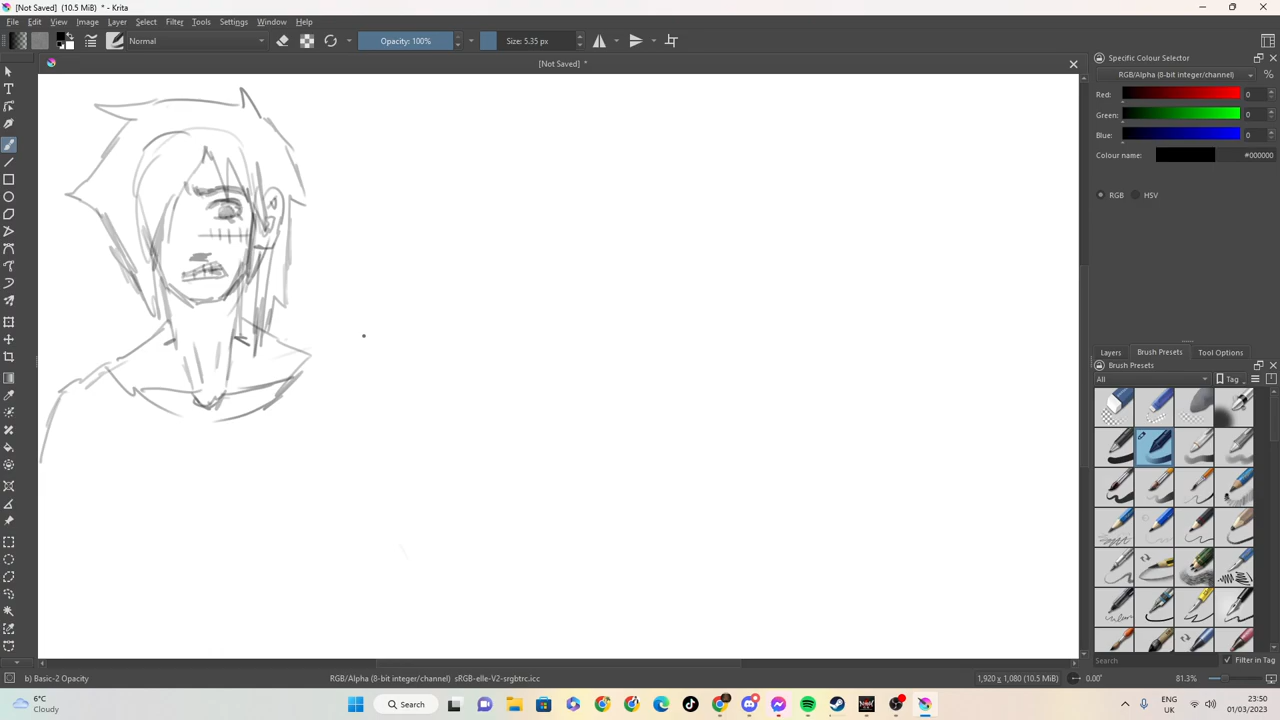 [Not Saved] (10.5 MiB) * - Krita
File Edit View Image Layer Select Filter Tools Settings Window Help
Normal Opacity: 100% Size: 5.35 px
[Not Saved] *
Specific Colour Selector
RGB/Alpha (8-bit integer/channel) %
Red: 0
Green: 0
Blue: 0
Colour name: #000000
RGB HSV
Layers Brush Presets Tool Options
Brush Presets
All Tag
Search Filter in Tag
b) Basic-2 Opacity RGB/Alpha (8-bit integer/channel) sRGB-elle-V2-srgbtrc.icc 1,920 x 1,080 (10.5 MiB) 0.00° 81.3%
6°C
Cloudy
Search
ENG
UK
23:50
01/03/2023